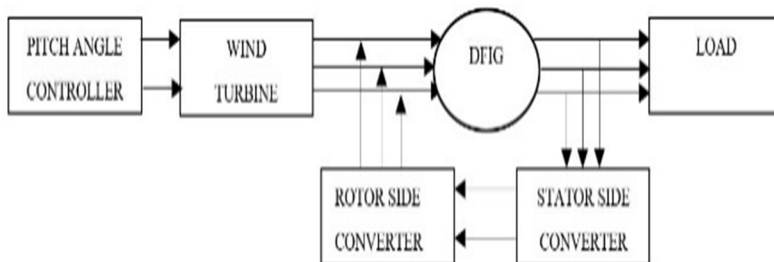 PITCH ANGLE
CONTROLLER
WIND
TURBINE
DFIG
LOAD
ROTOR SIDE
CONVERTER
STATOR SIDE
CONVERTER